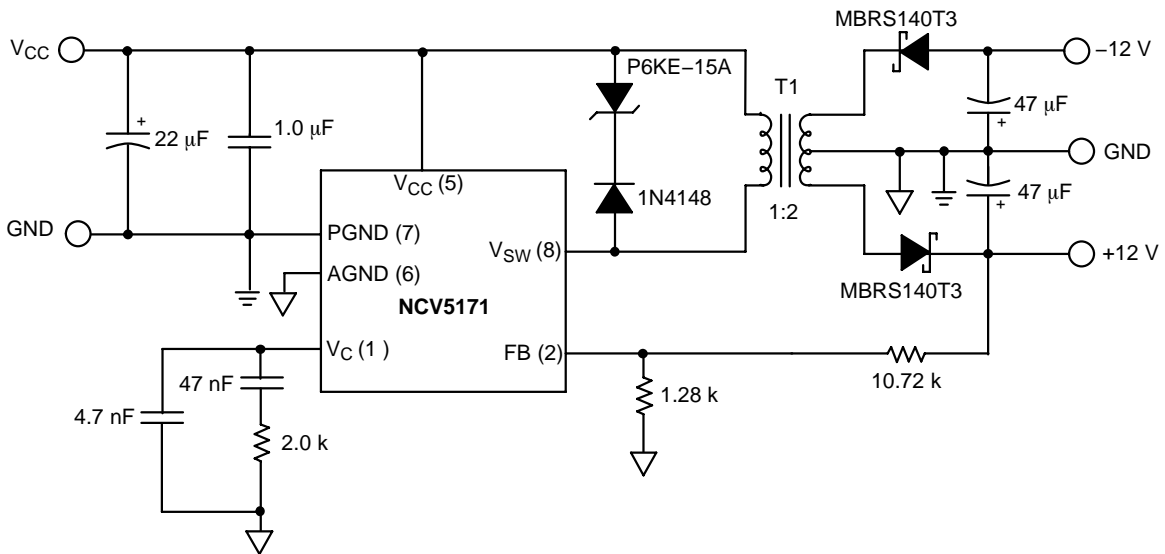 MBRS140T3
VCC
−12 V
P6KE−15A
T1
+
22 µF
1.0 µF
47 µF
+
VCC (5)
GND
1N4148
47 µF
+
GND
PGND (7)
1:2
VSW (8)
+12 V
AGND (6)
NCV5171
MBRS140T3
VC (1 )
FB (2)
47 nF
10.72 k
4.7 nF
1.28 k
2.0 k